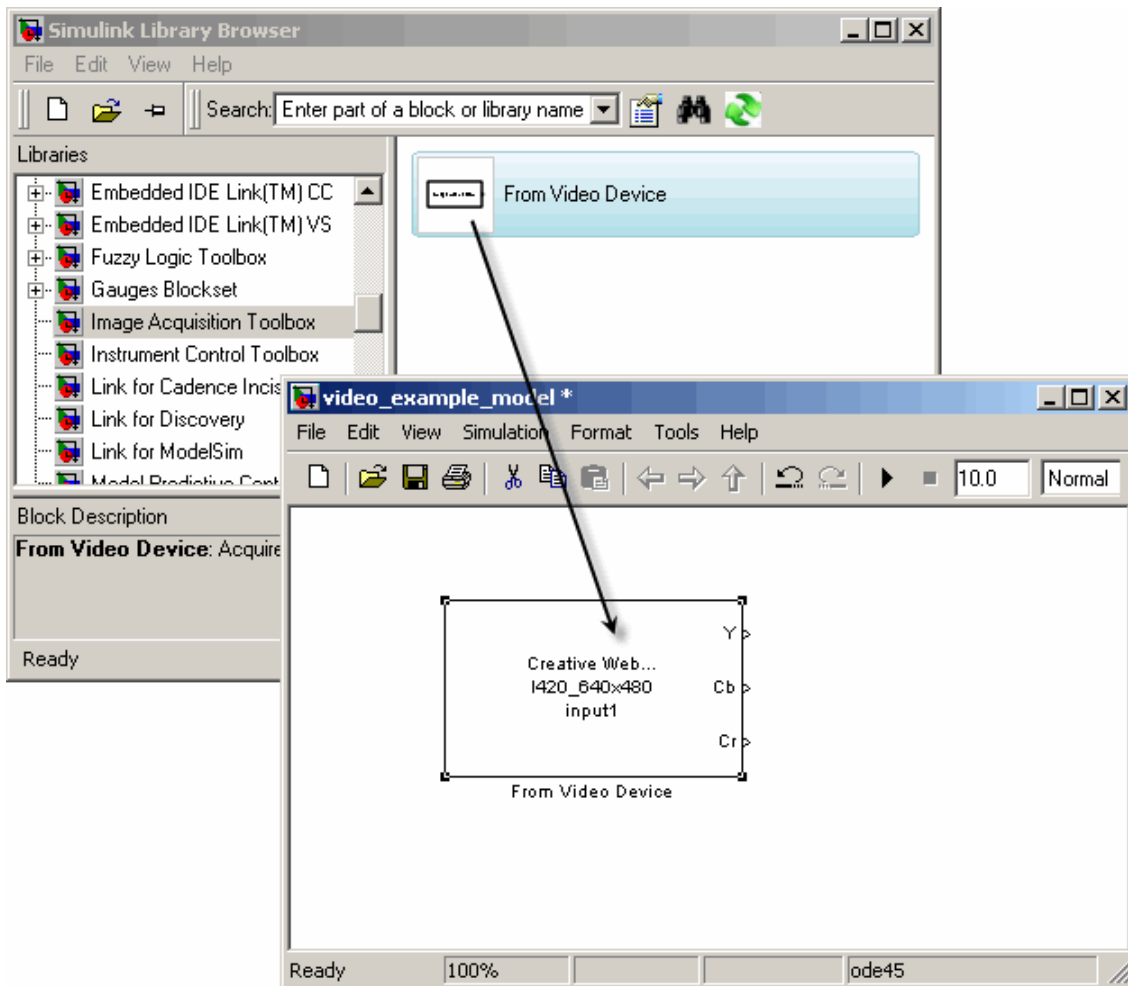 Simulink Library Browser
File Edit View Help
Search: Enter part of a block or library name
Libraries
Embedded IDE Link(TM) CC
Embedded IDE Link(TM) VS
Fuzzy Logic Toolbox
Gauges Blockset
Image Acquisition Toolbox
Instrument Control Toolbox
Link for Cadence Incis
Link for Discovery
Link for ModelSim
Model Predictive Cont
From Video Device
Block Description
From Video Device: Acquire
Ready
video_example_model *
File Edit View Simulation Format Tools Help
10.0 Normal
Creative Web...
I420_640x480
input1
Y
Cb
Cr
From Video Device
Ready 100% ode45